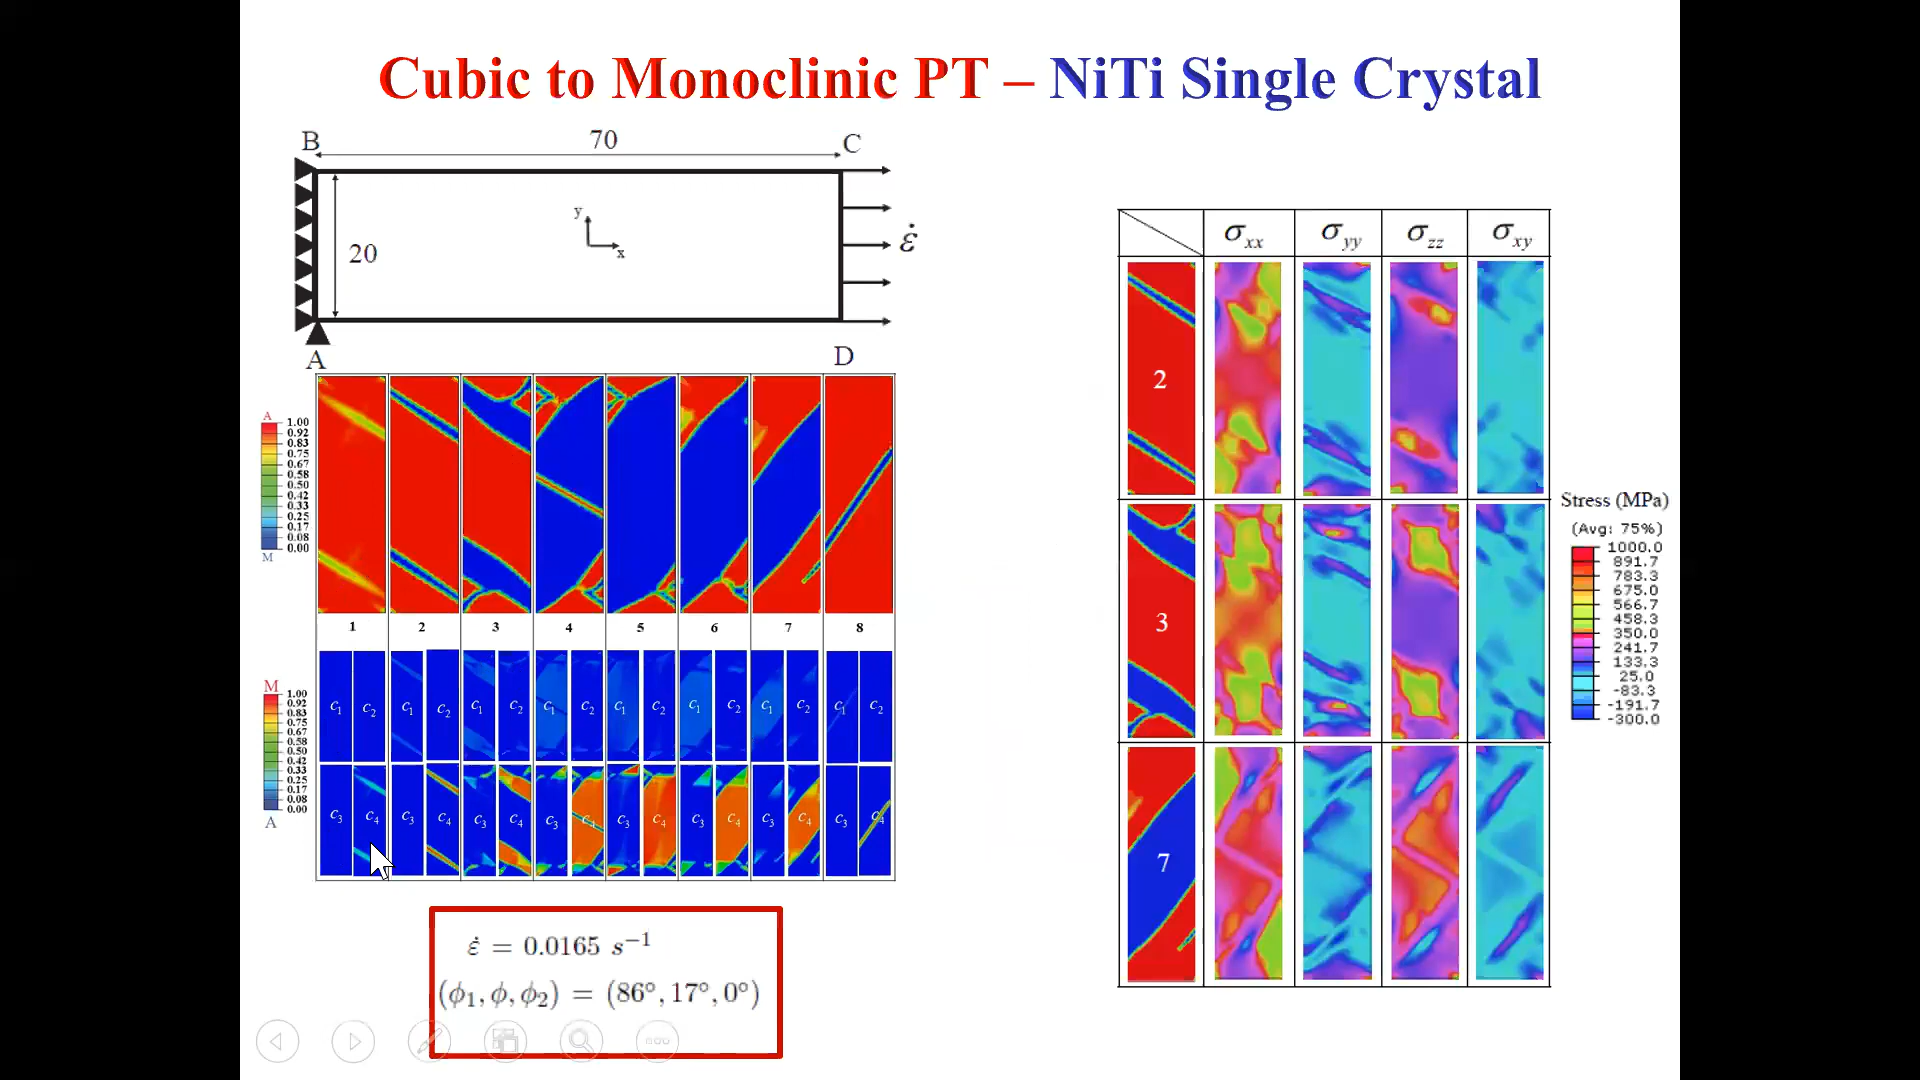 Cubic to Monoclinic PT – NiTi Single Crystal
B
70
C
y
x
20
ε̇
A
D
A
1.00
0.92
0.83
0.75
0.67
0.58
0.50
0.42
0.33
0.25
0.17
0.08
0.00
M
1 2 3 4 5 6 7 8
M
1.00
0.92
0.83
0.75
0.67
0.58
0.50
0.42
0.33
0.25
0.17
0.08
0.00
A
c1 c2 c1 c2 c1 c2 c1 c2 c1 c2 c1 c2 c1 c2 c1 c2
c3 c4 c3 c4 c3 c4 c3 c4 c3 c4 c3 c4 c3 c4 c3 c4
ε̇ = 0.0165 s⁻¹
(ϕ1, ϕ, ϕ2) = (86°, 17°, 0°)
σxx σyy σzz σxy
2
3
7
Stress (MPa)
(Avg: 75%)
1000.0
891.7
783.3
675.0
566.7
458.3
350.0
241.7
133.3
25.0
-83.3
-191.7
-300.0